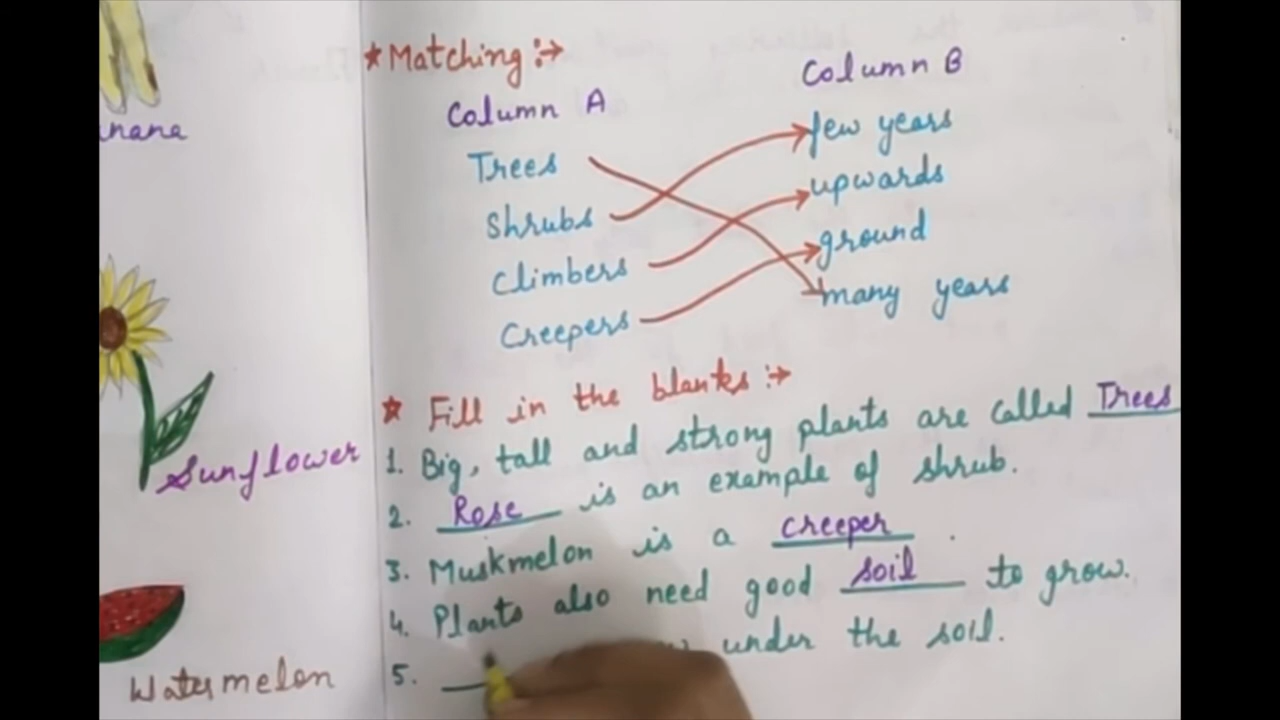 nana
Sunflower
Watermelon
★ Matching :→
Column A Column B
Trees few years
Shrubs upwards
Climbers ground
Creepers many years
★ Fill in the blanks :→
1. Big, tall and strong plants are called Trees
2. Rose is an example of shrub.
3. Muskmelon is a creeper .
4. Plants also need good soil to grow.
5. under the soil.